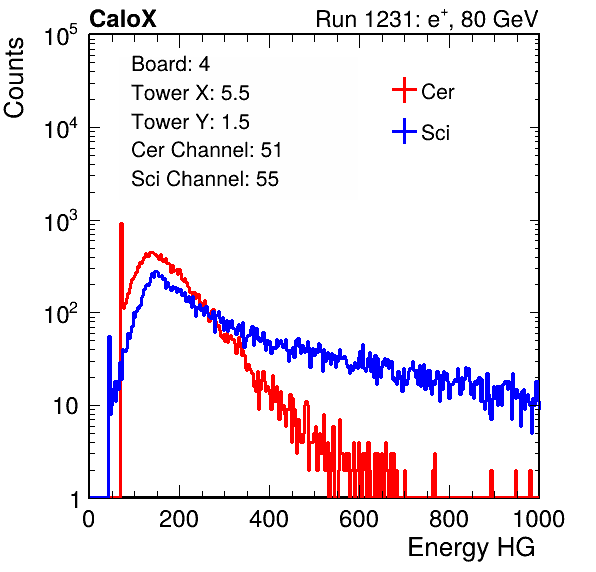 CaloX Run 1231: e⁺, 80 GeV
Counts
10⁵
10⁴
10³
10²
10
1
Board: 4
Tower X: 5.5
Tower Y: 1.5
Cer Channel: 51
Sci Channel: 55
Cer
Sci
0 200 400 600 800 1000
Energy HG